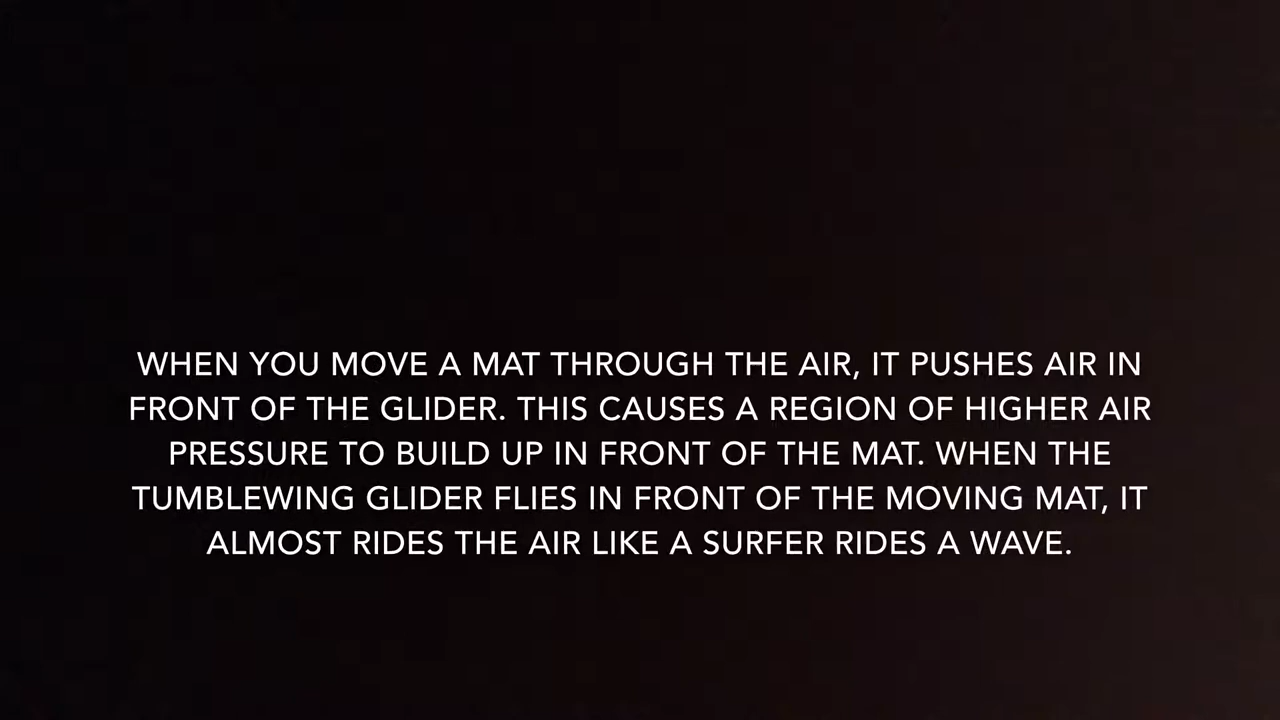 WHEN YOU MOVE A MAT THROUGH THE AIR, IT PUSHES AIR IN
FRONT OF THE GLIDER. THIS CAUSES A REGION OF HIGHER AIR
PRESSURE TO BUILD UP IN FRONT OF THE MAT. WHEN THE
TUMBLEWING GLIDER FLIES IN FRONT OF THE MOVING MAT, IT
ALMOST RIDES THE AIR LIKE A SURFER RIDES A WAVE.